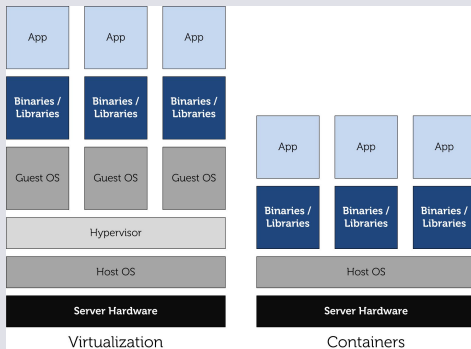 App App App
Binaries / Binaries / Binaries /
Libraries Libraries Libraries
Guest OS Guest OS Guest OS
Hypervisor
Host OS
Server Hardware
Virtualization
App App App
Binaries / Binaries / Binaries /
Libraries Libraries Libraries
Host OS
Server Hardware
Containers